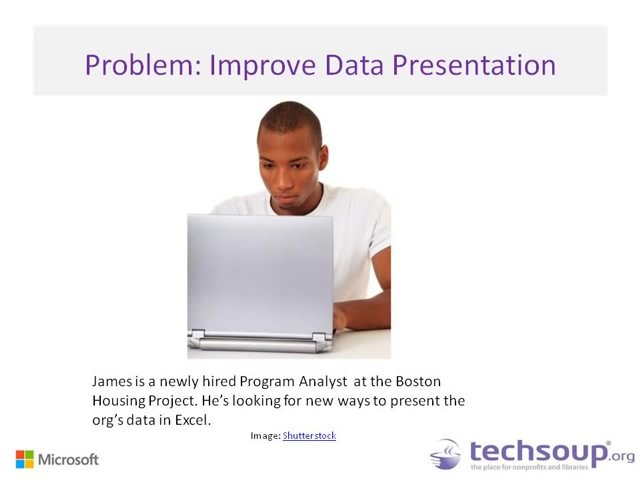 Problem: Improve Data Presentation
James is a newly hired Program Analyst  at the Boston
Housing Project. He's looking for new ways to present the
org's data in Excel.
Image: Shutterstock
Microsoft
techsoup®.org
the place for nonprofits and libraries